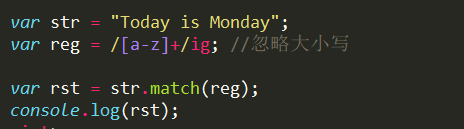 var str = "Today is Monday";
var reg = /[a-z]+/ig; //忽略大小写
var rst = str.match(reg);
console.log(rst);